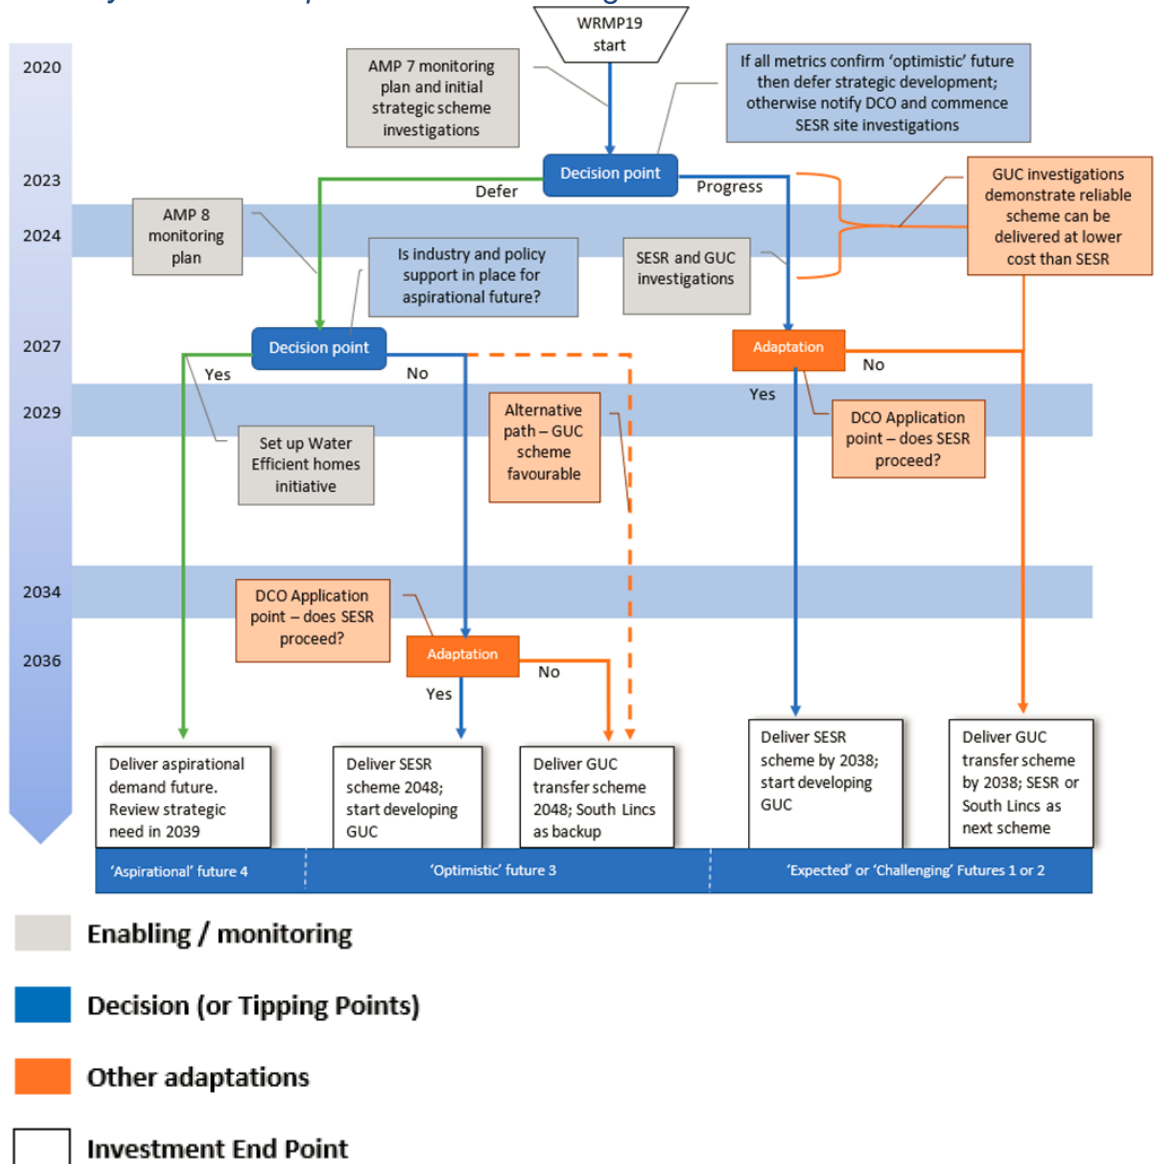 WRMP19
start
2020
AMP 7 monitoring
plan and initial
strategic scheme
investigations
If all metrics confirm ‘optimistic’ future
then defer strategic development;
otherwise notify DCO and commence
SESR site investigations
2023
Decision point
Defer
Progress
GUC investigations
demonstrate reliable
scheme can be
delivered at lower
cost than SESR
2024
AMP 8
monitoring
plan
Is industry and policy
support in place for
aspirational future?
SESR and GUC
investigations
2027
Decision point
Yes
No
Adaptation
No
Yes
2029
Set up Water
Efficient homes
initiative
Alternative
path – GUC
scheme
favourable
DCO Application
point – does SESR
proceed?
2034
DCO Application
point – does SESR
proceed?
2036
Adaptation
No
Yes
Deliver aspirational
demand future.
Review strategic
need in 2039
Deliver SESR
scheme 2048;
start developing
GUC
Deliver GUC
transfer scheme
2048; South Lincs
as backup
Deliver SESR
scheme by 2038;
start developing
GUC
Deliver GUC
transfer scheme
by 2038; SESR or
South Lincs as
next scheme
‘Aspirational’ future 4
‘Optimistic’ future 3
‘Expected’ or ‘Challenging’ Futures 1 or 2
Enabling / monitoring
Decision (or Tipping Points)
Other adaptations
Investment End Point